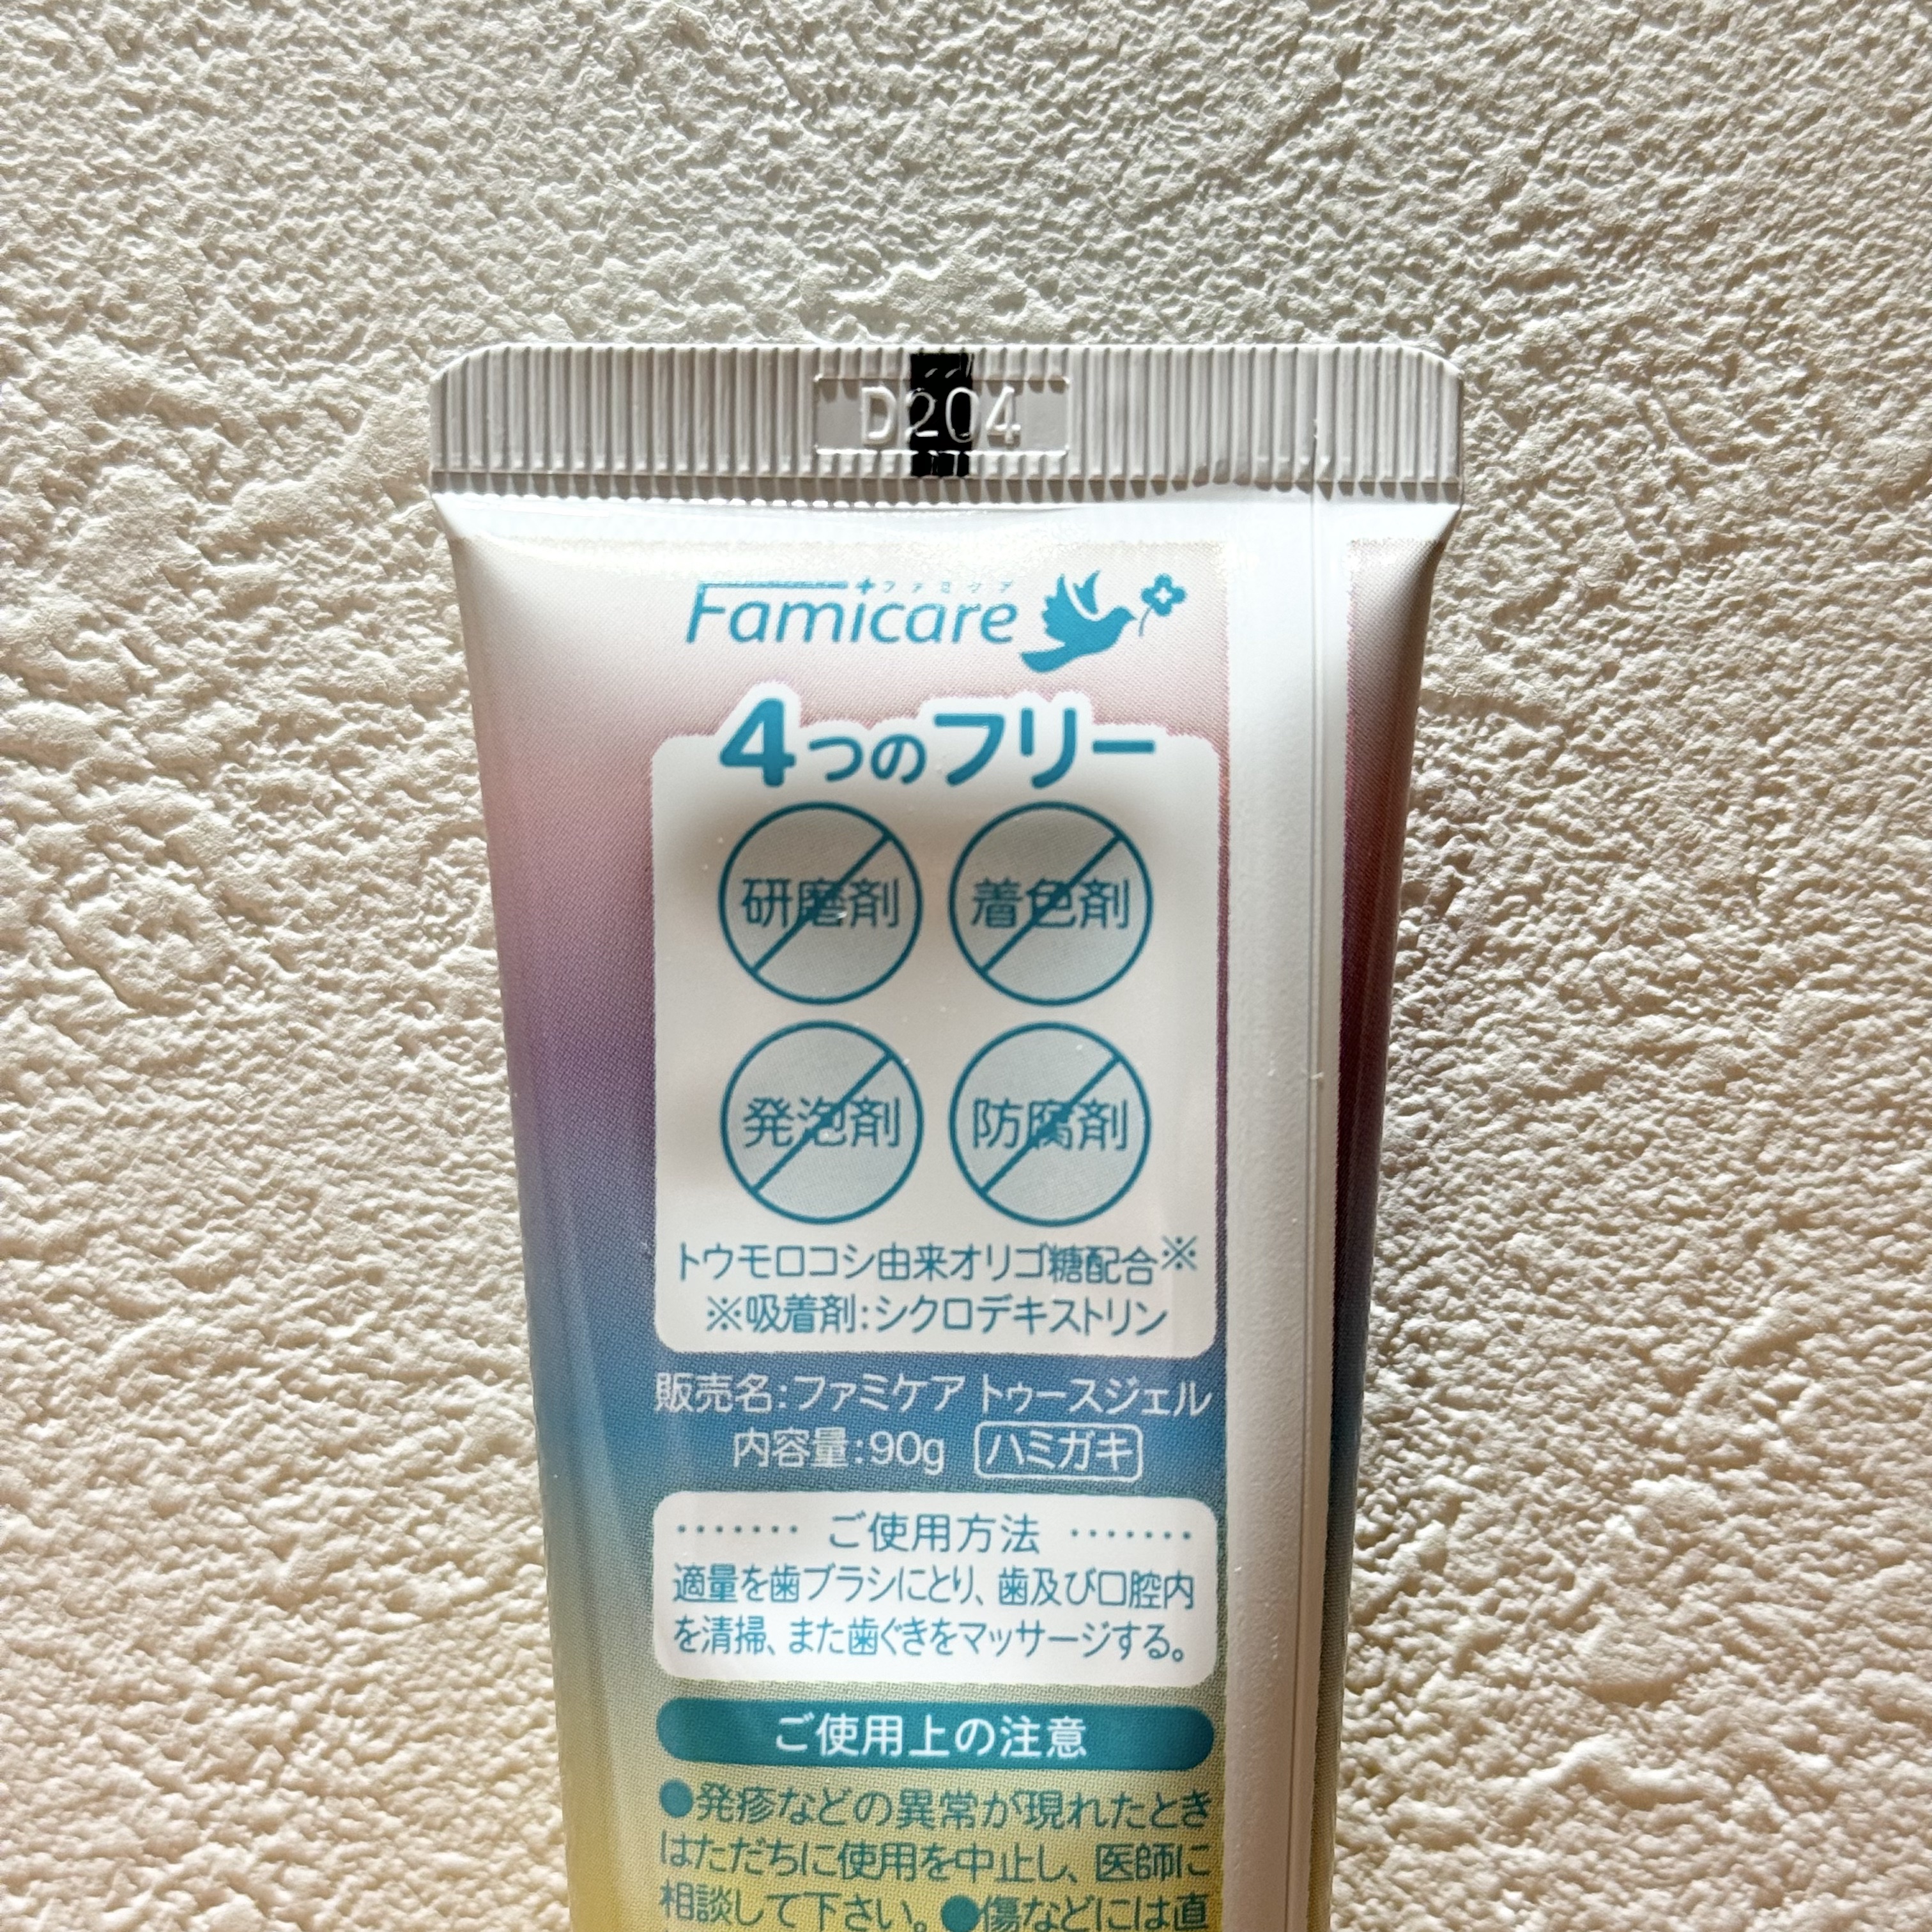 D204
ファミケア
Famicare
4つのフリー
研磨剤 着色剤
発泡剤 防腐剤
トウモロコシ由来オリゴ糖配合※
※吸着剤:シクロデキストリン
販売名:ファミケア トゥースジェル
内容量:90g ハミガキ
ご使用方法
適量を歯ブラシにとり、歯及び口腔内
を清掃、また歯ぐきをマッサージする。
ご使用上の注意
●発疹などの異常が現れたとき
はただちに使用を中止し、医師に
相談して下さい。●傷などには直